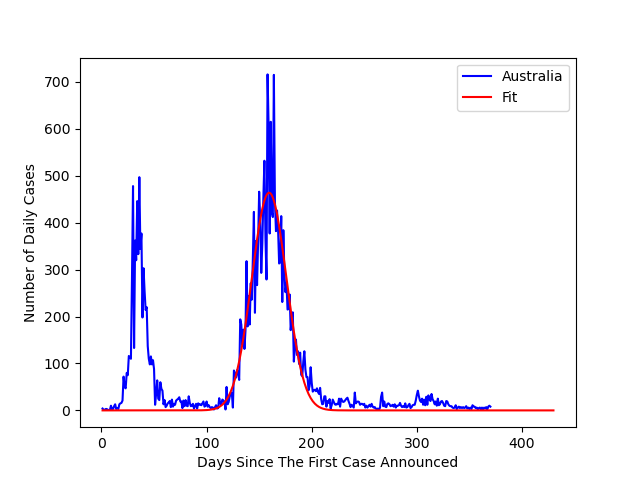 700
600
500
400
300
200
100
0
Number of Daily Cases
Australia
Fit
0 100 200 300 400
Days Since The First Case Announced